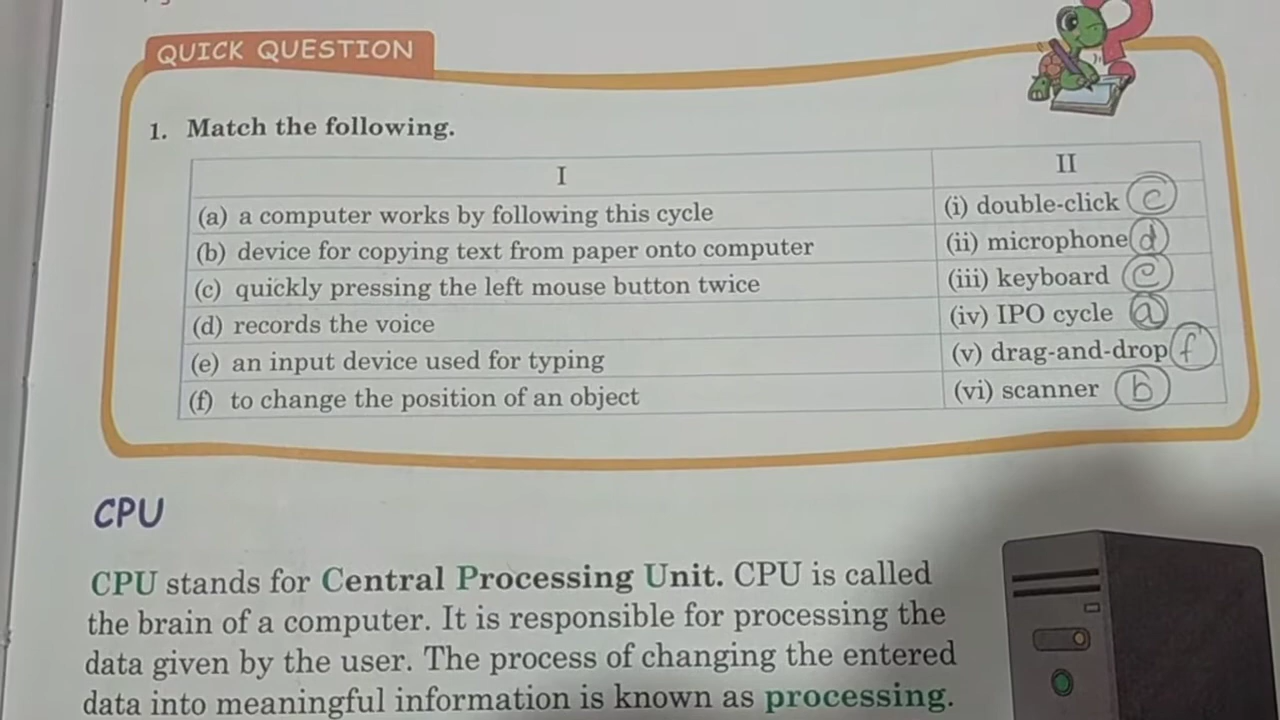 QUICK QUESTION
1. Match the following.
I II
(a) a computer works by following this cycle (i) double-click c
(b) device for copying text from paper onto computer (ii) microphone d
(c) quickly pressing the left mouse button twice (iii) keyboard e
(d) records the voice (iv) IPO cycle a
(e) an input device used for typing (v) drag-and-drop f
(f) to change the position of an object (vi) scanner b
CPU
CPU stands for Central Processing Unit. CPU is called
the brain of a computer. It is responsible for processing the
data given by the user. The process of changing the entered
data into meaningful information is known as processing.